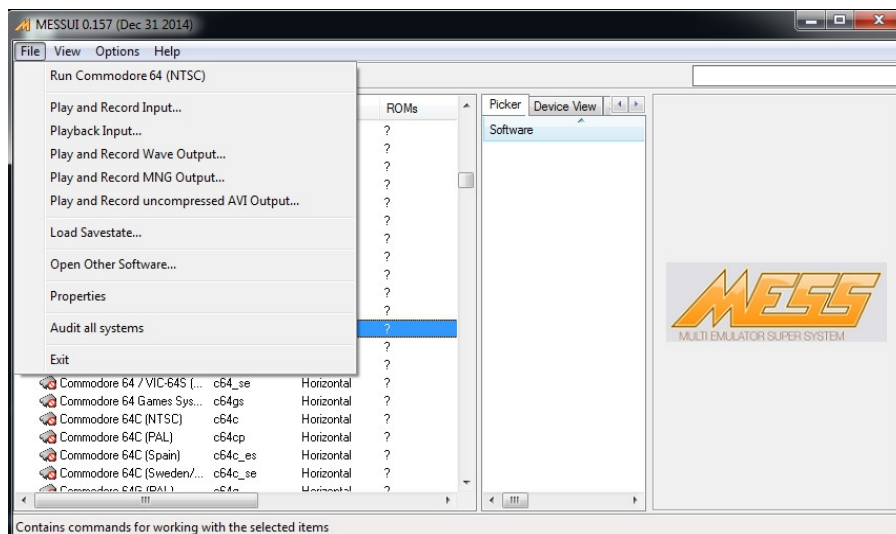 MESSUI 0.157 (Dec 31 2014)
File View Options Help
Run Commodore 64 (NTSC)
Play and Record Input...
Playback Input...
Play and Record Wave Output...
Play and Record MNG Output...
Play and Record uncompressed AVI Output...
Load Savestate...
Open Other Software...
Properties
Audit all systems
Exit
ROMs
?
?
?
?
?
?
?
?
?
?
?
?
?
?
Commodore 64 / VIC-64S (... c64_se Horizontal ?
Commodore 64 Games Sys... c64gs Horizontal ?
Commodore 64C (NTSC) c64c Horizontal ?
Commodore 64C (PAL) c64cp Horizontal ?
Commodore 64C (Spain) c64c_es Horizontal ?
Commodore 64C (Sweden/... c64c_se Horizontal ?
Commodore 64G (PAL) c64g Horizontal ?
Picker Device View
Software
MESS
MULTI EMULATOR SUPER SYSTEM
Contains commands for working with the selected items